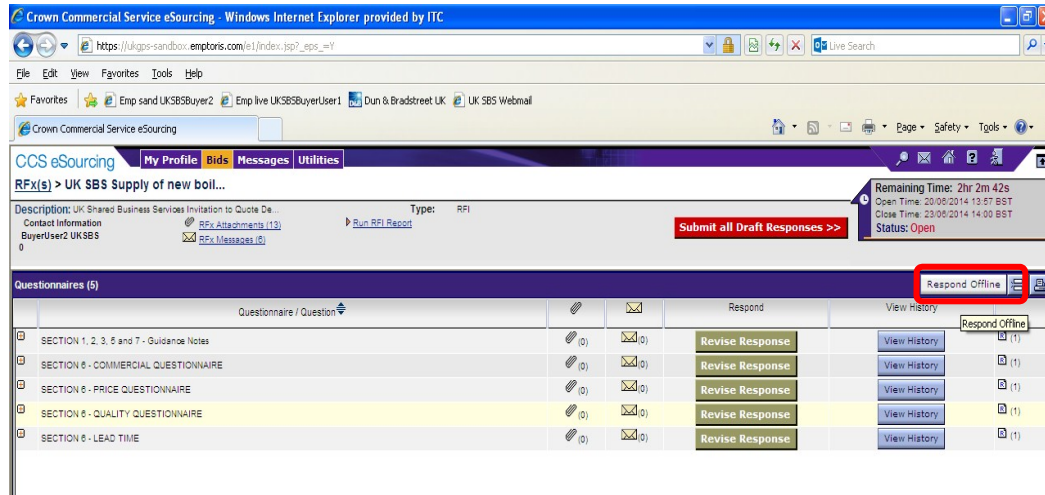 Crown Commercial Service eSourcing - Windows Internet Explorer provided by ITC
https://ukgps-sandbox.emptoris.com/e1/index.jsp?_eps_=Y
Live Search
File Edit View Favorites Tools Help
Favorites Emp sand UKSBSBuyer2 Emp live UKSBSBuyerUser1 Dun & Bradstreet UK UK SBS Webmail
Crown Commercial Service eSourcing
Page Safety Tools
CCS eSourcing My Profile Bids Messages Utilities
RFx(s) > UK SBS Supply of new boil...
Remaining Time: 2hr 2m 42s
Open Time: 20/06/2014 13:57 BST
Close Time: 23/06/2014 14:00 BST
Status: Open
Description: UK Shared Business Services Invitation to Quote De... Type: RFI
Contact Information RFx Attachments (13) Run RFI Report
BuyerUser2 UKSBS RFx Messages (6)
0
Submit all Draft Responses >>
Questionnaires (5) Respond Offline
Questionnaire / Question Respond View History
Respond Offline
SECTION 1, 2, 3, 5 and 7 - Guidance Notes (0) (0) Revise Response View History R (1)
SECTION 6 - COMMERCIAL QUESTIONNAIRE (0) (0) Revise Response View History R (1)
SECTION 6 - PRICE QUESTIONNAIRE (0) (0) Revise Response View History R (1)
SECTION 6 - QUALITY QUESTIONNAIRE (0) (0) Revise Response View History R (1)
SECTION 6 - LEAD TIME (0) (0) Revise Response View History R (1)